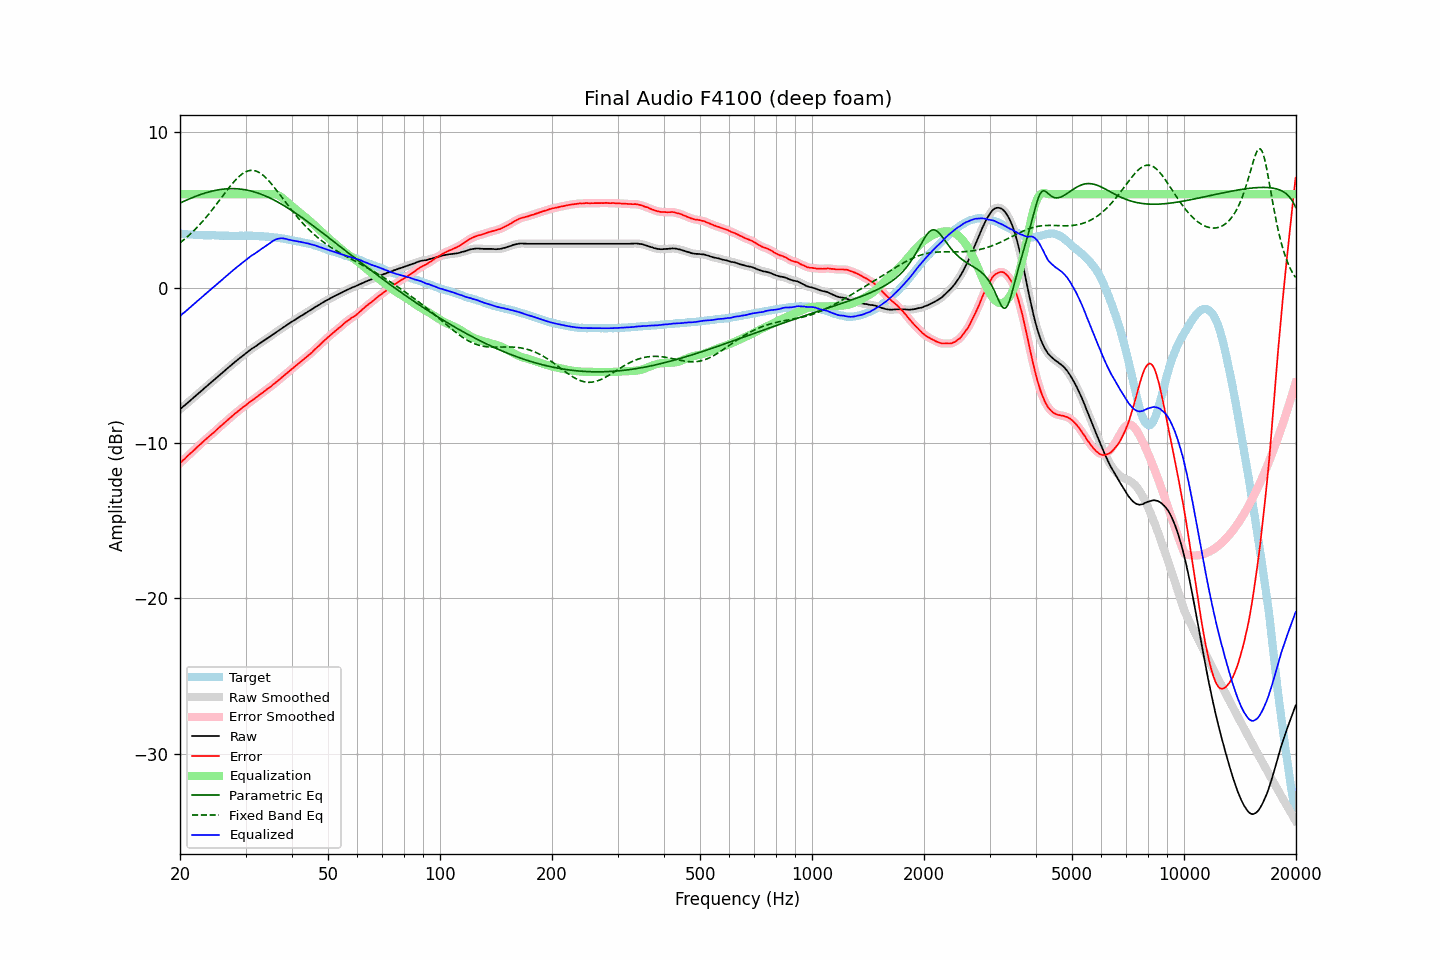 Final Audio F4100 (deep foam)
Amplitude (dBr)
10
0
−10
−20
−30
Target
Raw Smoothed
Error Smoothed
Raw
Error
Equalization
Parametric Eq
Fixed Band Eq
Equalized
20 50 100 200 500 1000 2000 5000 10000 20000
Frequency (Hz)